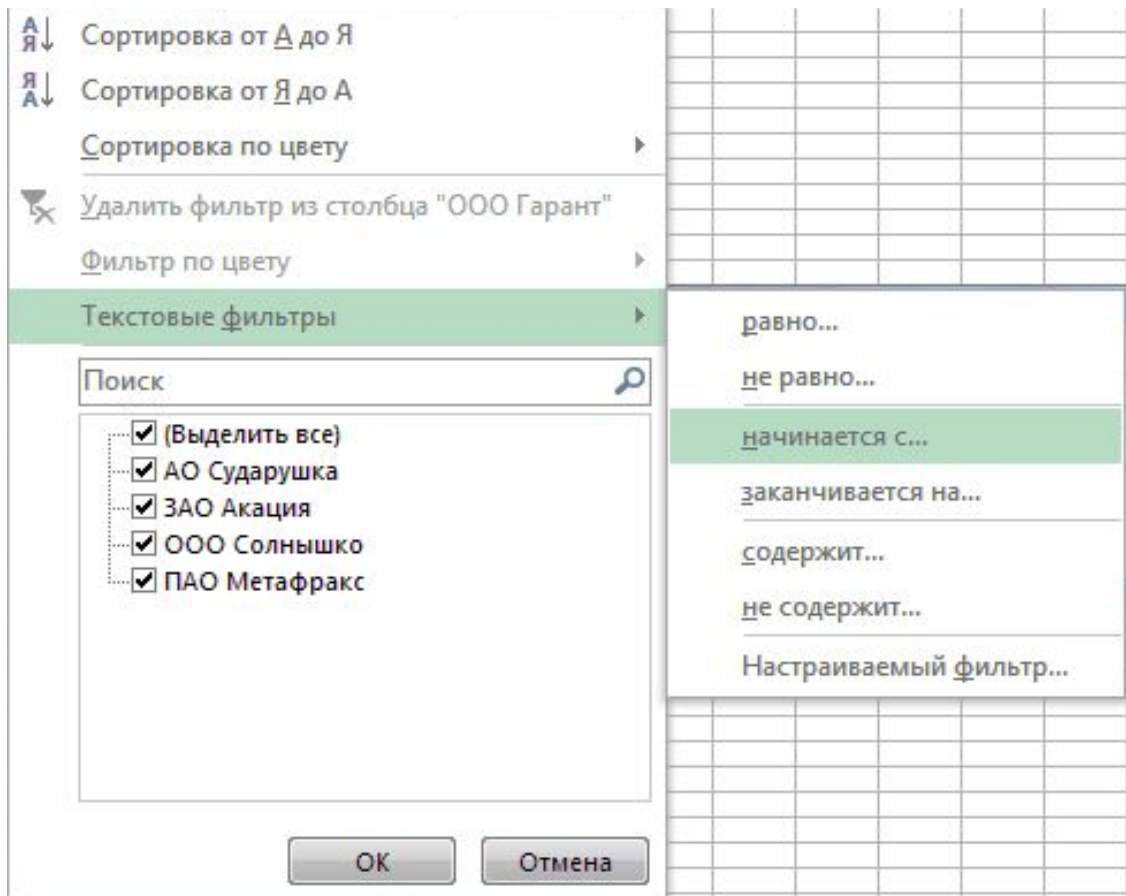 Сортировка от А до Я
Сортировка от Я до А
Сортировка по цвету
Удалить фильтр из столбца "ООО Гарант"
Фильтр по цвету
Текстовые фильтры
Поиск
(Выделить все)
АО Сударушка
ЗАО Акация
ООО Солнышко
ПАО Метафракс
ОК
Отмена
равно...
не равно...
начинается с...
заканчивается на...
содержит...
не содержит...
Настраиваемый фильтр...